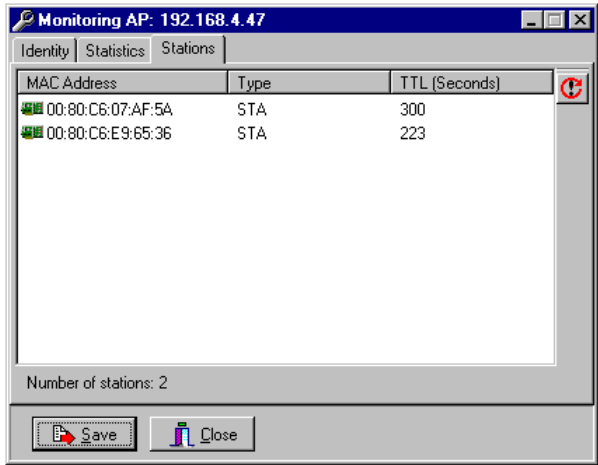 Monitoring AP: 192.168.4.47
Identity Statistics Stations
MAC Address Type TTL (Seconds)
00:80:C6:07:AF:5A STA 300
00:80:C6:E9:65:36 STA 223
Number of stations: 2
Save Close